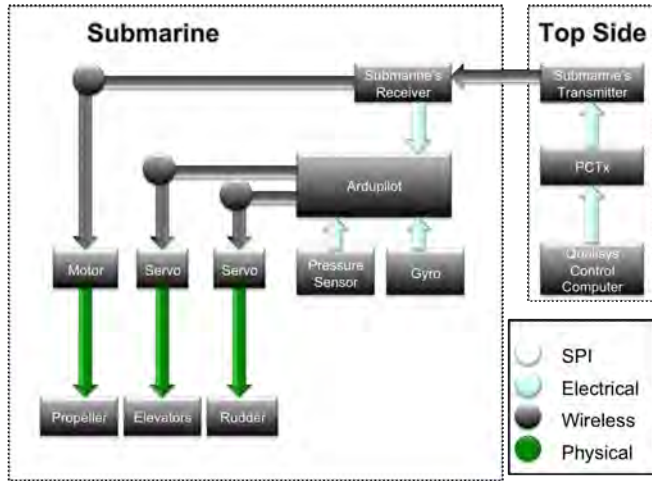 Submarine
Top Side
Submarine's
Receiver
Submarine's
Transmitter
Ardupilot
PCTx
Motor
Servo
Servo
Pressure
Sensor
Gyro
Qualisys
Control
Computer
Propeller
Elevators
Rudder
SPI
Electrical
Wireless
Physical